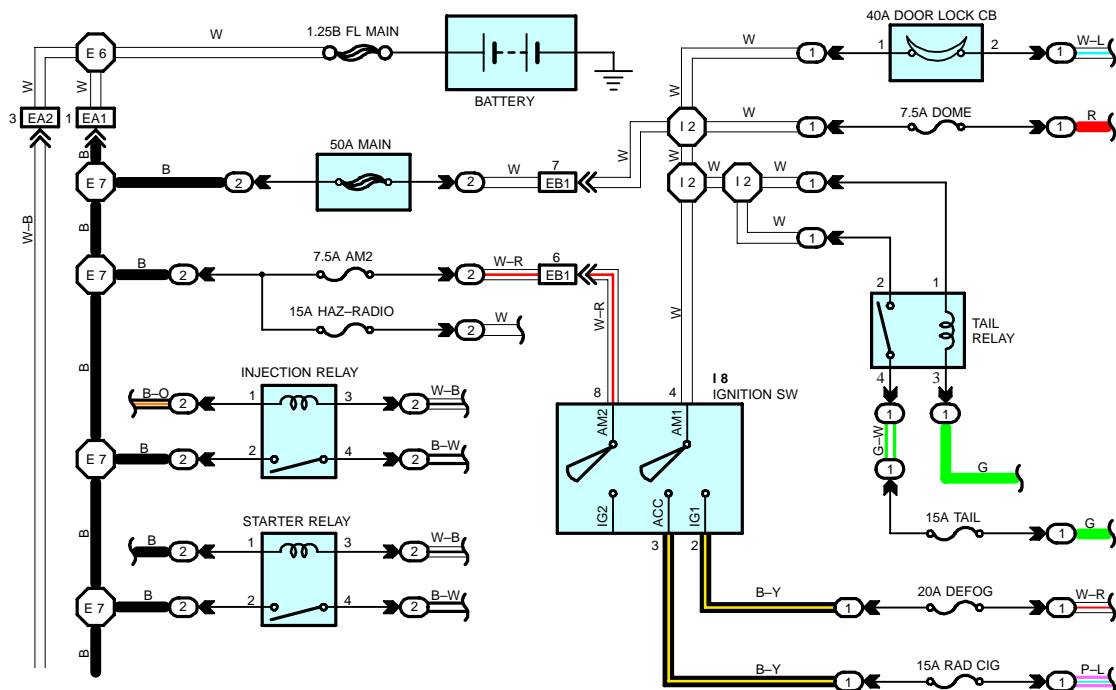 40A DOOR LOCK CB
1.25B FL MAIN
W
E 6
BATTERY
W
1
1
2
1
W–L
W
W
W
3
EA2
1
EA1
7.5A DOME
W
1
1
R
I 2
B
50A MAIN
W
W
7
E 7
B
2
2
W
EB1
I 2
W
I 2
W
1
W–B
B
W
1
7.5A AM2
W–R
6
E 7
B
2
2
EB1
2
1
15A HAZ–RADIO
W
2
W–R
W
TAIL
RELAY
B
INJECTION RELAY
I 8
IGNITION SW
4
3
B–O
2
1
3
2
W–B
8
4
1
1
AM2
AM1
G–W
E 7
B
2
2
4
2
B–W
1
G
IG2
ACC
IG1
B
STARTER RELAY
15A TAIL
1
G
B
2
1
3
2
W–B
3
2
E 7
B
2
2
4
2
B–W
B–Y
1
20A DEFOG
1
W–R
B
B–Y
1
15A RAD CIG
1
P–L